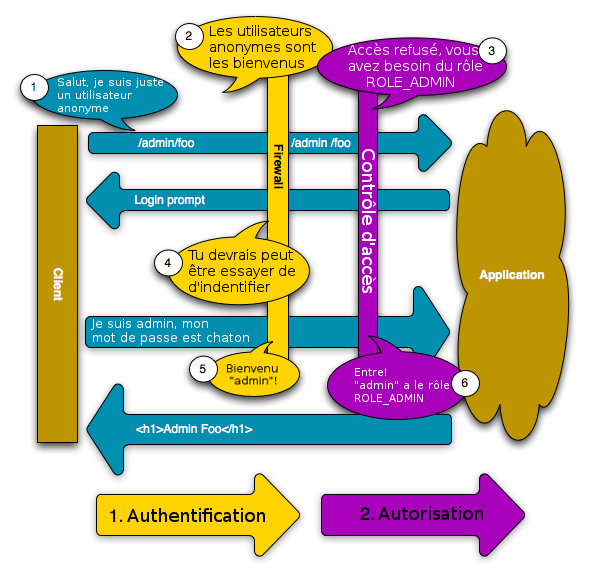 1
Salut, je suis juste
un utilisateur
anonyme
2
Les utilisateurs
anonymes sont
les bienvenus
3
Accès refusé, vous
avez besoin du rôle
ROLE_ADMIN
/admin/foo
/admin /foo
Firewall
Contrôle d'accès
Login prompt
Client
Application
4
Tu devrais peut
être essayer de
d'indentifier
Je suis admin, mon
mot de passe est chaton
5
Bienvenu
"admin"!
Entre!
"admin" a le rôle
ROLE_ADMIN
6
<h1>Admin Foo</h1>
1. Authentification
2. Autorisation